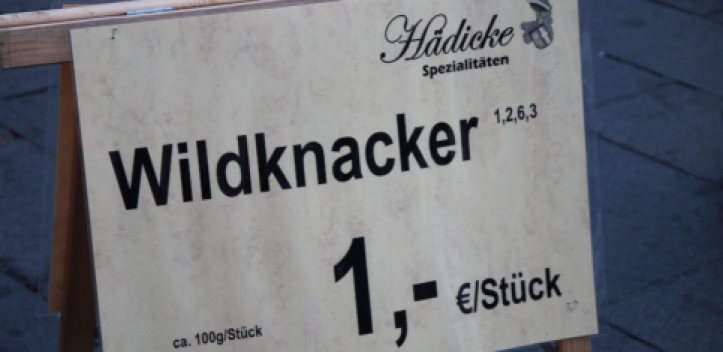 Hädicke
Spezialitäten
Wildknacker 1,2,6,3
1,- €/Stück
ca. 100g/Stück